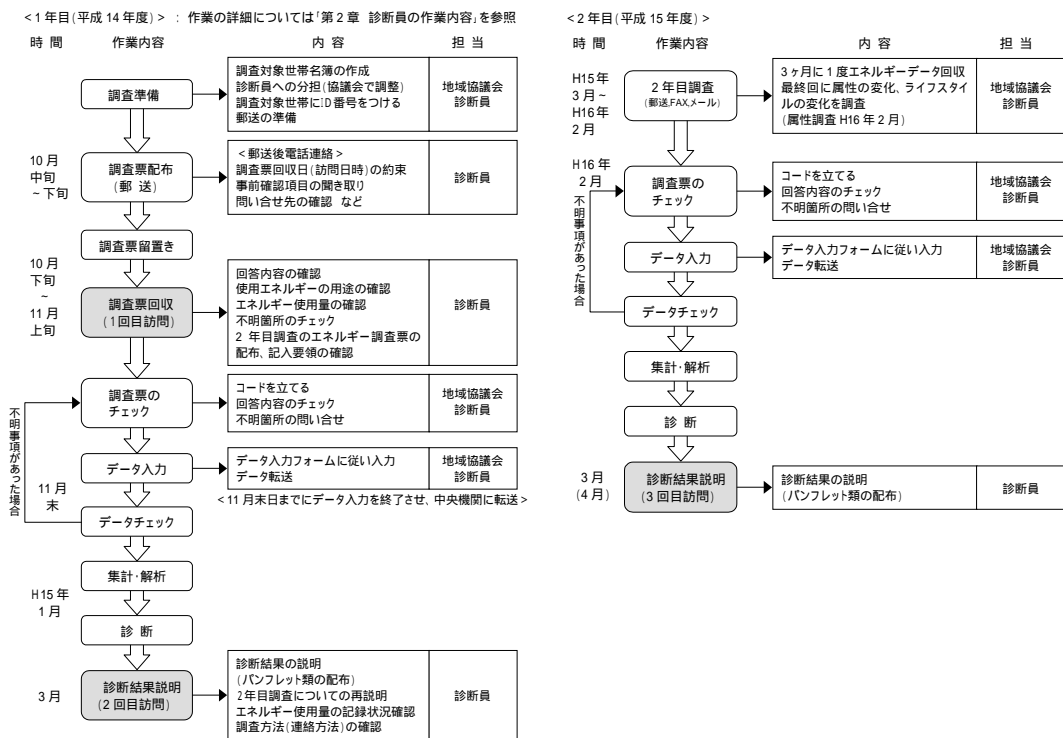 <1年目(平成14年度)> : 作業の詳細については「第2章 診断員の作業内容」を参照
時間 作業内容 内容 担当
調査準備
調査対象世帯名簿の作成
診断員への分担(協議会で調整)
調査対象世帯にID番号をつける
郵送の準備
地域協議会
診断員
10月
中旬
~下旬
調査票配布
(郵送)
<郵送後電話連絡>
調査票回収日(訪問日時)の約束
事前確認項目の聞き取り
問い合せ先の確認 など
診断員
調査票留置き
10月
下旬
~
11月
上旬
調査票回収
(1回目訪問)
回答内容の確認
使用エネルギーの用途の確認
エネルギー使用量の確認
不明箇所のチェック
2年目調査のエネルギー調査票の
配布、記入要領の確認
診断員
調査票の
チェック
コードを立てる
回答内容のチェック
不明箇所の問い合せ
地域協議会
診断員
不明事項があった場合
データ入力
データ入力フォームに従い入力
データ転送
地域協議会
診断員
<11月末日までにデータ入力を終了させ、中央機関に転送>
11月
末
データチェック
集計・解析
H15年
1月
診断
3月
診断結果説明
(2回目訪問)
診断結果の説明
(パンフレット類の配布)
2年目調査についての再説明
エネルギー使用量の記録状況確認
調査方法(連絡方法)の確認
診断員
<2年目(平成15年度)>
時間 作業内容 内容 担当
H15年
3月~
H16年
2月
2年目調査
(郵送,FAX,メール)
3ヶ月に1度エネルギーデータ回収
最終回に属性の変化、ライフスタイ
ルの変化を調査
(属性調査H16年2月)
地域協議会
診断員
H16年
2月
調査票の
チェック
コードを立てる
回答内容のチェック
不明箇所の問い合せ
地域協議会
診断員
不明事項があった場合
データ入力
データ入力フォームに従い入力
データ転送
地域協議会
診断員
データチェック
集計・解析
診断
3月
(4月)
診断結果説明
(3回目訪問)
診断結果の説明
(パンフレット類の配布)
診断員